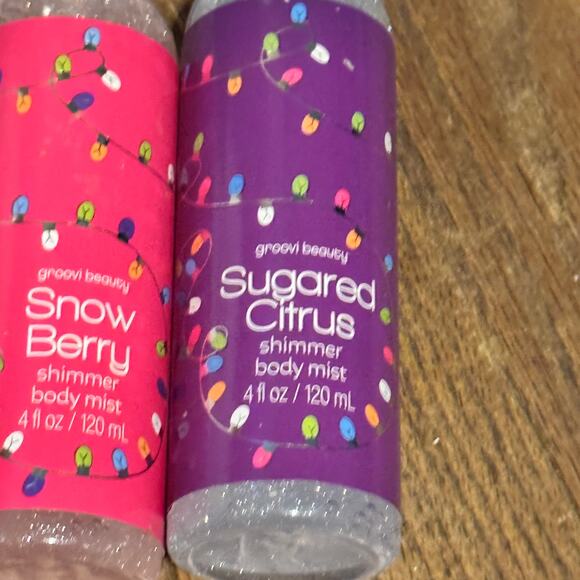 groovi beauty
Snow
Berry
shimmer
body mist
4 fl oz / 120 mL
groovi beauty
Sugared
Citrus
shimmer
body mist
4 fl oz / 120 mL